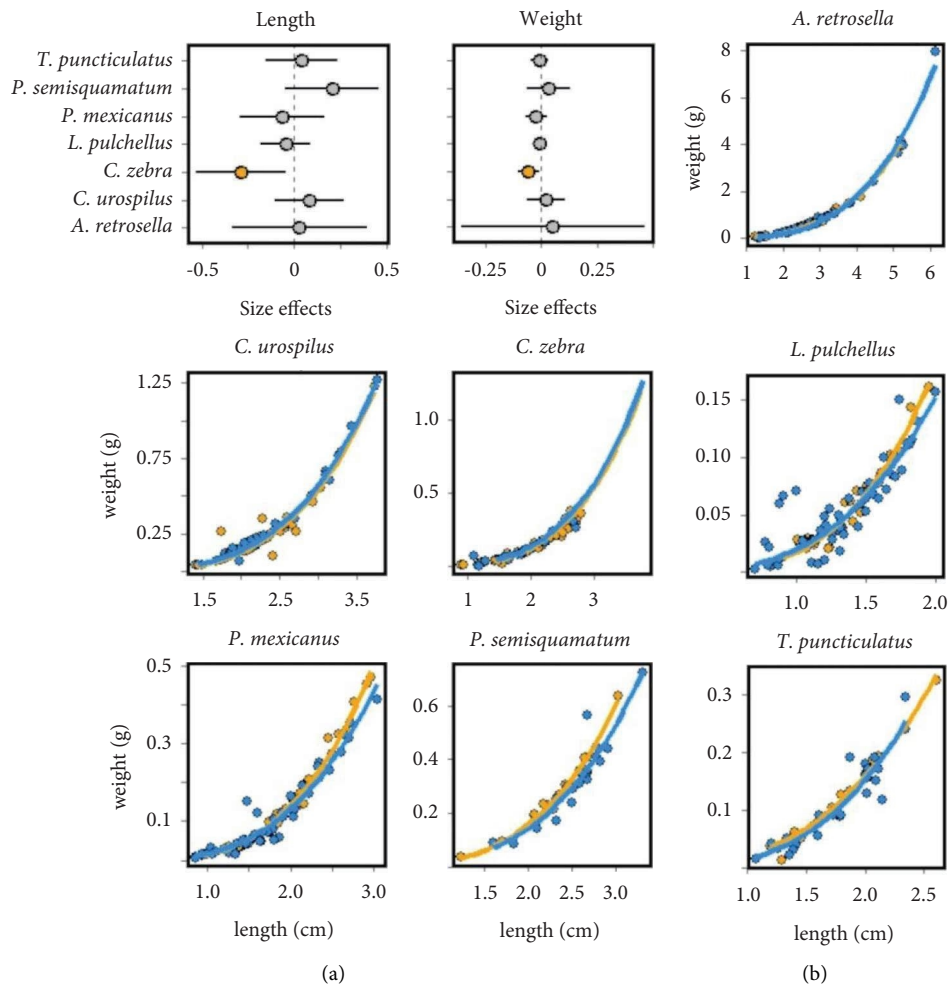 Length
Weight
A. retrosella
T. puncticulatus
P. semisquamatum
P. mexicanus
L. pulchellus
C. zebra
C. urospilus
A. retrosella
-0.5 0 0.5
-0.25 0 0.25
Size effects
Size effects
weight (g)
8
6
4
2
0
1 2 3 4 5 6
C. urospilus
weight (g)
1.25
0.75
0.25
1.5 2.5 3.5
C. zebra
1.0
0.5
1 2 3
L. pulchellus
0.15
0.10
0.05
1.0 1.5 2.0
P. mexicanus
weight (g)
0.5
0.3
0.1
1.0 2.0 3.0
length (cm)
P. semisquamatum
0.6
0.4
0.2
1.5 2.0 2.5 3.0
length (cm)
T. puncticulatus
0.3
0.2
0.1
1.0 1.5 2.0 2.5
length (cm)
(a)
(b)